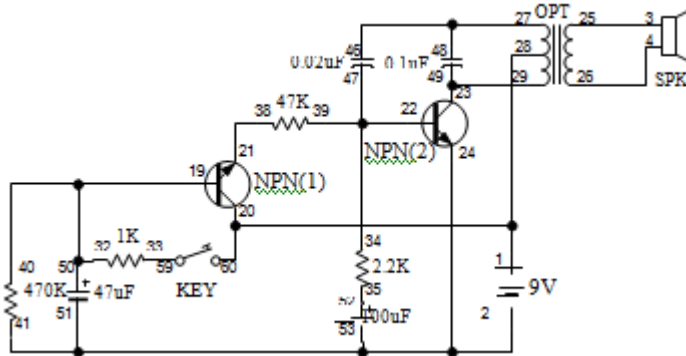 OPT
27 25 3
46 48 28 4
0.02uF 0.1uF
47 49 29 26 SPK
23
38 47K 39 22
24
NPN(2)
21
19 NPN(1)
20
34
1K
32 33
40 50 59 60 2.2K 1
35
470K 47uF KEY 52 9V
41 51 100uF 2
53